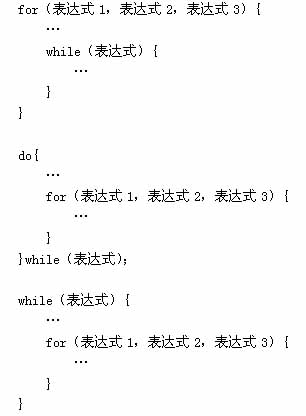 for (表达式 1，表达式 2，表达式 3) {
    …
    while (表达式) {
        …
    }
}

do{
    …
    for (表达式 1，表达式 2，表达式 3) {
        …
    }
}while (表达式);

while (表达式) {
    …
    for (表达式 1，表达式 2，表达式 3) {
        …
    }
}